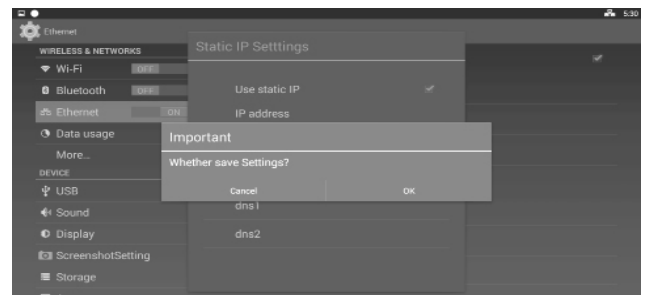 5:30
Ethernet
WIRELESS & NETWORKS
Wi-Fi OFF
Bluetooth OFF
Ethernet ON
Data usage
More...
DEVICE
USB
Sound
Display
ScreenshotSetting
Storage
Static IP Setttings
Use static IP
IP address
Important
Whether save Settings?
Cancel OK
dns1
dns2